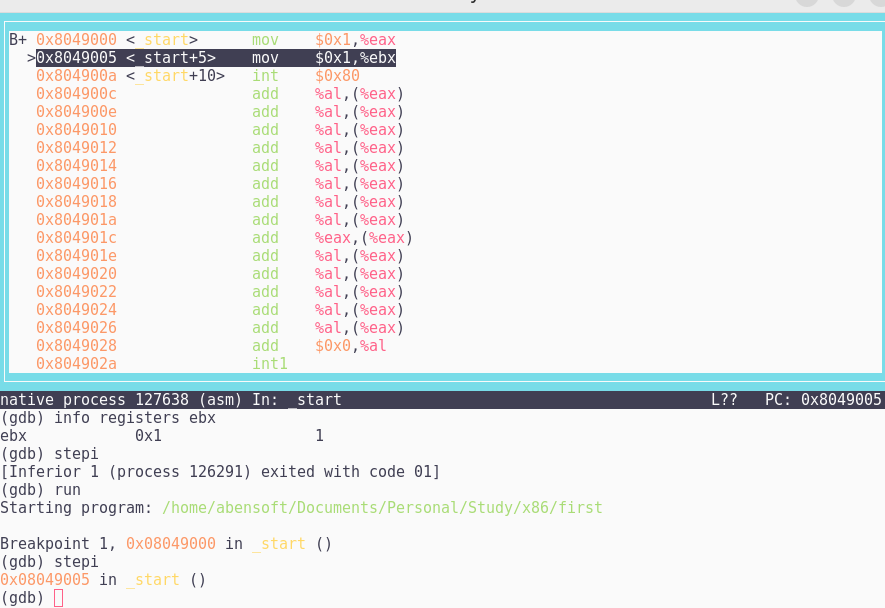 B+ 0x8049000 <_start> mov $0x1,%eax
>0x8049005 <_start+5> mov $0x1,%ebx
0x804900a <_start+10> int $0x80
0x804900c add %al,(%eax)
0x804900e add %al,(%eax)
0x8049010 add %al,(%eax)
0x8049012 add %al,(%eax)
0x8049014 add %al,(%eax)
0x8049016 add %al,(%eax)
0x8049018 add %al,(%eax)
0x804901a add %al,(%eax)
0x804901c add %eax,(%eax)
0x804901e add %al,(%eax)
0x8049020 add %al,(%eax)
0x8049022 add %al,(%eax)
0x8049024 add %al,(%eax)
0x8049026 add %al,(%eax)
0x8049028 add $0x0,%al
0x804902a int1
native process 127638 (asm) In: _start L?? PC: 0x8049005
(gdb) info registers ebx
ebx 0x1 1
(gdb) stepi
[Inferior 1 (process 126291) exited with code 01]
(gdb) run
Starting program: /home/abensoft/Documents/Personal/Study/x86/first
Breakpoint 1, 0x08049000 in _start ()
(gdb) stepi
0x08049005 in _start ()
(gdb)